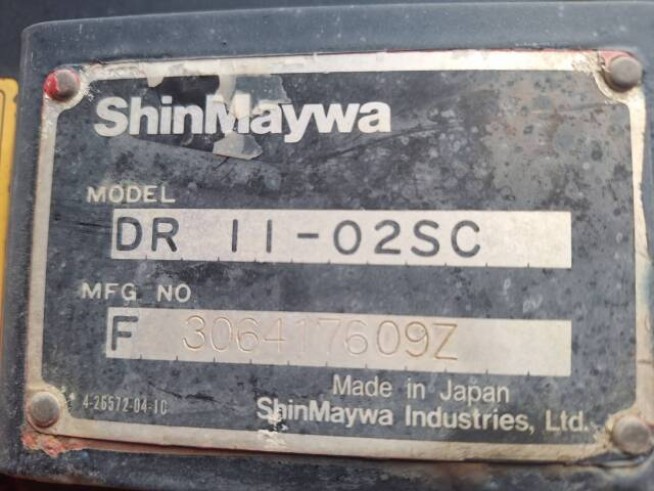 ShinMaywa
MODEL
DR 11-02SC
MFG NO
F 306417609Z
Made in Japan
4-26572-04-1C
ShinMaywa Industries, Ltd.